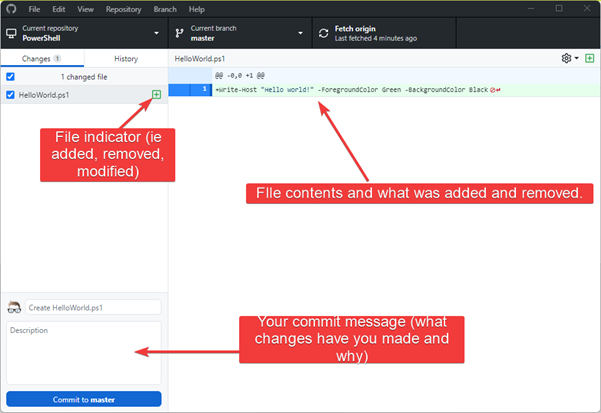 File Edit View Repository Branch Help
Current repository
PowerShell
Current branch
master
Fetch origin
Last fetched 4 minutes ago
Changes 1
History
HelloWorld.ps1
1 changed file
@@ -0,0 +1 @@
HelloWorld.ps1
1 +Write-Host "Hello world!" -ForegroundColor Green -BackgroundColor Black
File indicator (ie
added, removed,
modified)
FIle contents and what was added and removed.
Create HelloWorld.ps1
Description
Your commit message (what
changes have you made and
why)
Commit to master